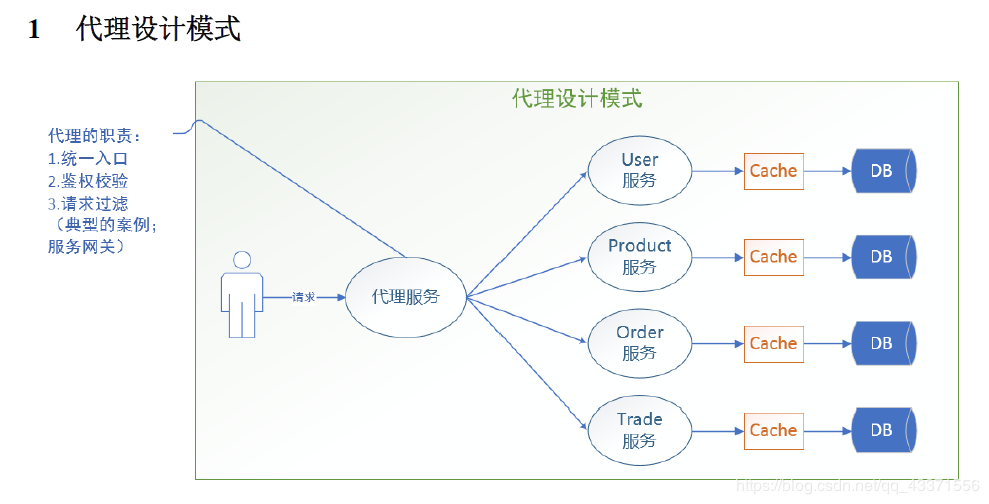 1 代理设计模式
代理设计模式
代理的职责：
1.统一入口
2.鉴权校验
3.请求过滤
（典型的案例；
服务网关）
请求
代理服务
User
服务
Cache
DB
Product
服务
Cache
DB
Order
服务
Cache
DB
Trade
服务
Cache
DB
https://blog.csdn.net/qq_43371556